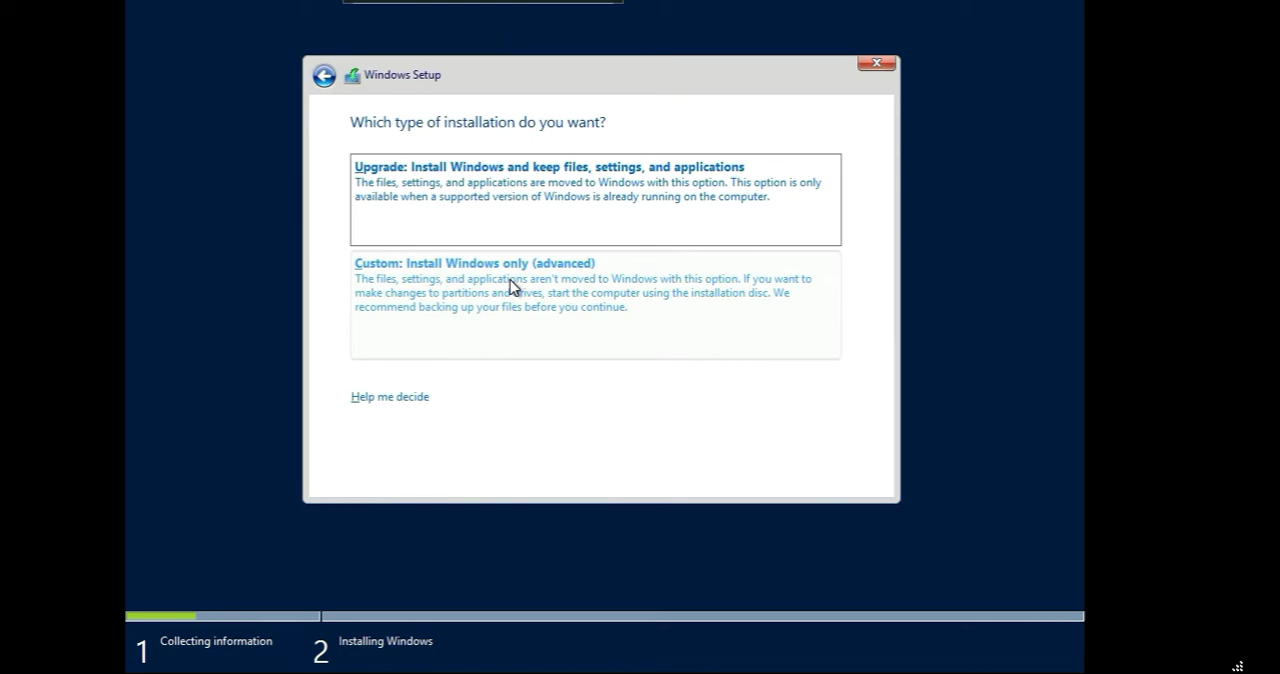 Windows Setup
Which type of installation do you want?
Upgrade: Install Windows and keep files, settings, and applications
The files, settings, and applications are moved to Windows with this option. This option is only
available when a supported version of Windows is already running on the computer.
Custom: Install Windows only (advanced)
The files, settings, and applications aren't moved to Windows with this option. If you want to
make changes to partitions and drives, start the computer using the installation disc. We
recommend backing up your files before you continue.
Help me decide
1 Collecting information
2 Installing Windows